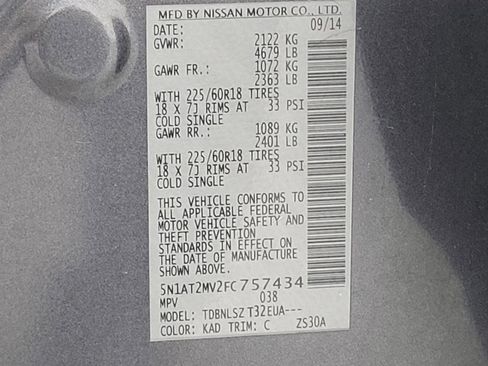 MFD BY NISSAN MOTOR CO., LTD.
DATE: 09/14
GVWR: 2122 KG
4679 LB
GAWR FR.: 1072 KG
2363 LB
WITH 225/60R18 TIRES
18 X 7J RIMS AT 33 PSI
COLD SINGLE
GAWR RR.: 1089 KG
2401 LB
WITH 225/60R18 TIRES
18 X 7J RIMS AT 33 PSI
COLD SINGLE
THIS VEHICLE CONFORMS TO
ALL APPLICABLE FEDERAL
MOTOR VEHICLE SAFETY AND
THEFT PREVENTION
STANDARDS IN EFFECT ON
THE DATE OF MANUFACTURE
SHOWN ABOVE.
5N1AT2MV2FC757434
MPV 038
MODEL: TDBNLSZ T32EUA---
COLOR: KAD TRIM: C ZS30A